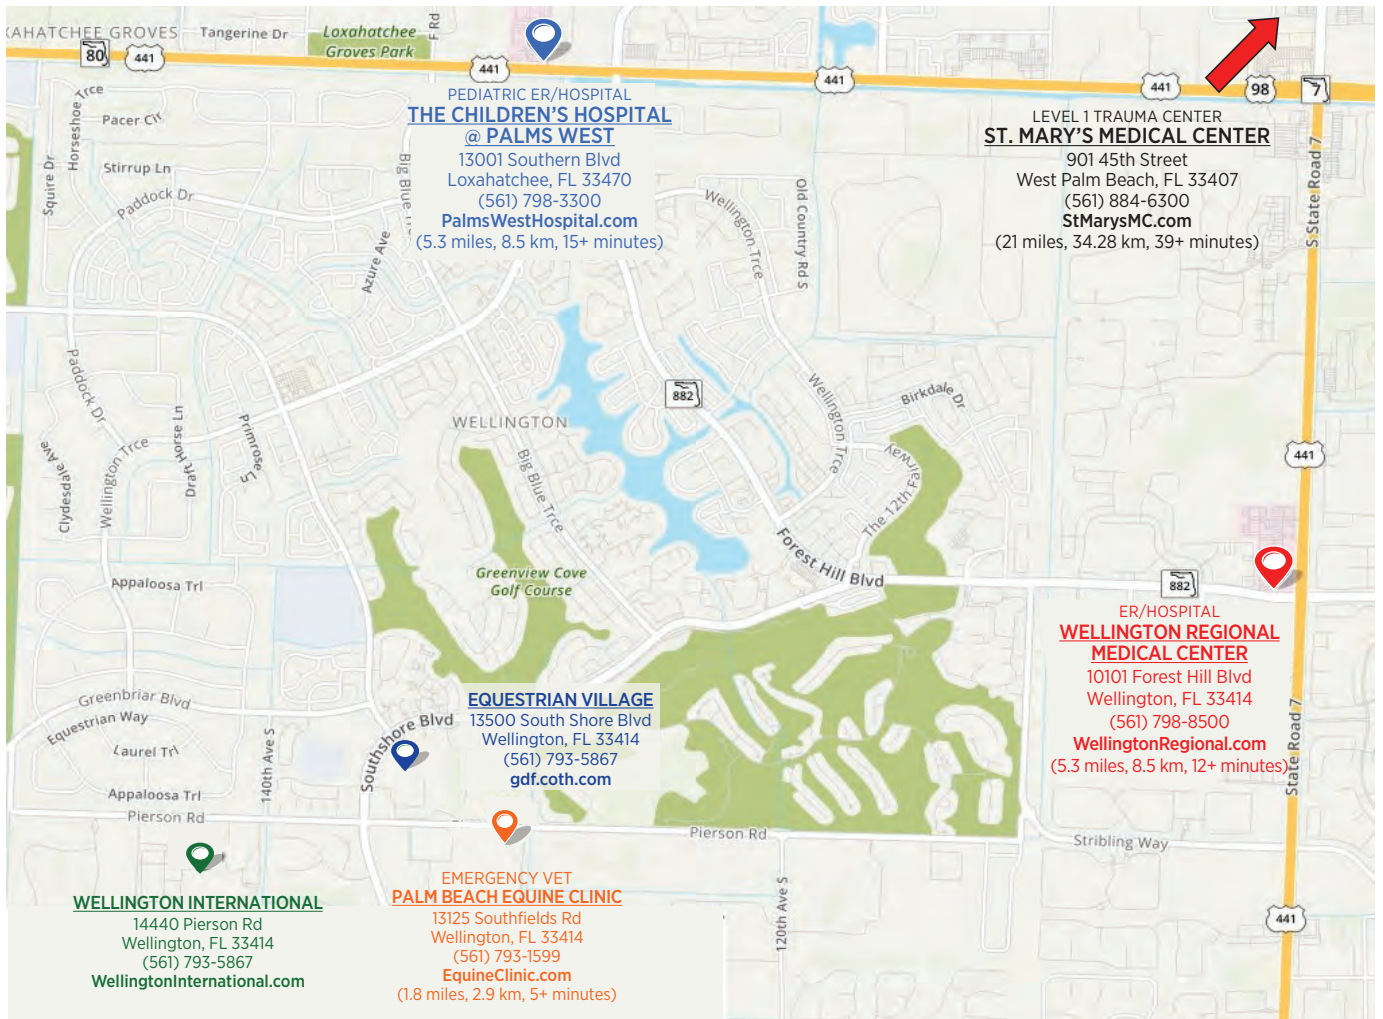 XAHATCHEE GROVES
Tangerine Dr
Loxahatchee
Groves Park
F Rd
80
441
441
441
441
98
7
PEDIATRIC ER/HOSPITAL
THE CHILDREN'S HOSPITAL
@ PALMS WEST
13001 Southern Blvd
Loxahatchee, FL 33470
(561) 798-3300
PalmsWestHospital.com
(5.3 miles, 8.5 km, 15+ minutes)
LEVEL 1 TRAUMA CENTER
ST. MARY'S MEDICAL CENTER
901 45th Street
West Palm Beach, FL 33407
(561) 884-6300
StMarysMC.com
(21 miles, 34.28 km, 39+ minutes)
Horseshoe Trce
Pacer Cir
Stirrup Ln
Squire Dr
Paddock Dr
Azure Ave
Big Blue
Wellington Trce
Old Country Rd S
S State Road 7
Paddock Dr
Wellington Trce
Clydesdale Ave
Draft Horse Ln
Primrose Ln
WELLINGTON
Big Blue Trce
882
Wellington Trce
Birkdale Dr
The 12th Fairway
441
Forest Hill Blvd
882
Greenview Cove
Golf Course
Appaloosa Trl
Greenbriar Blvd
Equestrian Way
Laurel Trl
Appaloosa Trl
140th Ave S
Southshore Blvd
Pierson Rd
Pierson Rd
120th Ave S
Stribling Way
State Road 7
441
ER/HOSPITAL
WELLINGTON REGIONAL
MEDICAL CENTER
10101 Forest Hill Blvd
Wellington, FL 33414
(561) 798-8500
WellingtonRegional.com
(5.3 miles, 8.5 km, 12+ minutes)
EQUESTRIAN VILLAGE
13500 South Shore Blvd
Wellington, FL 33414
(561) 793-5867
gdf.coth.com
WELLINGTON INTERNATIONAL
14440 Pierson Rd
Wellington, FL 33414
(561) 793-5867
WellingtonInternational.com
EMERGENCY VET
PALM BEACH EQUINE CLINIC
13125 Southfields Rd
Wellington, FL 33414
(561) 793-1599
EquineClinic.com
(1.8 miles, 2.9 km, 5+ minutes)